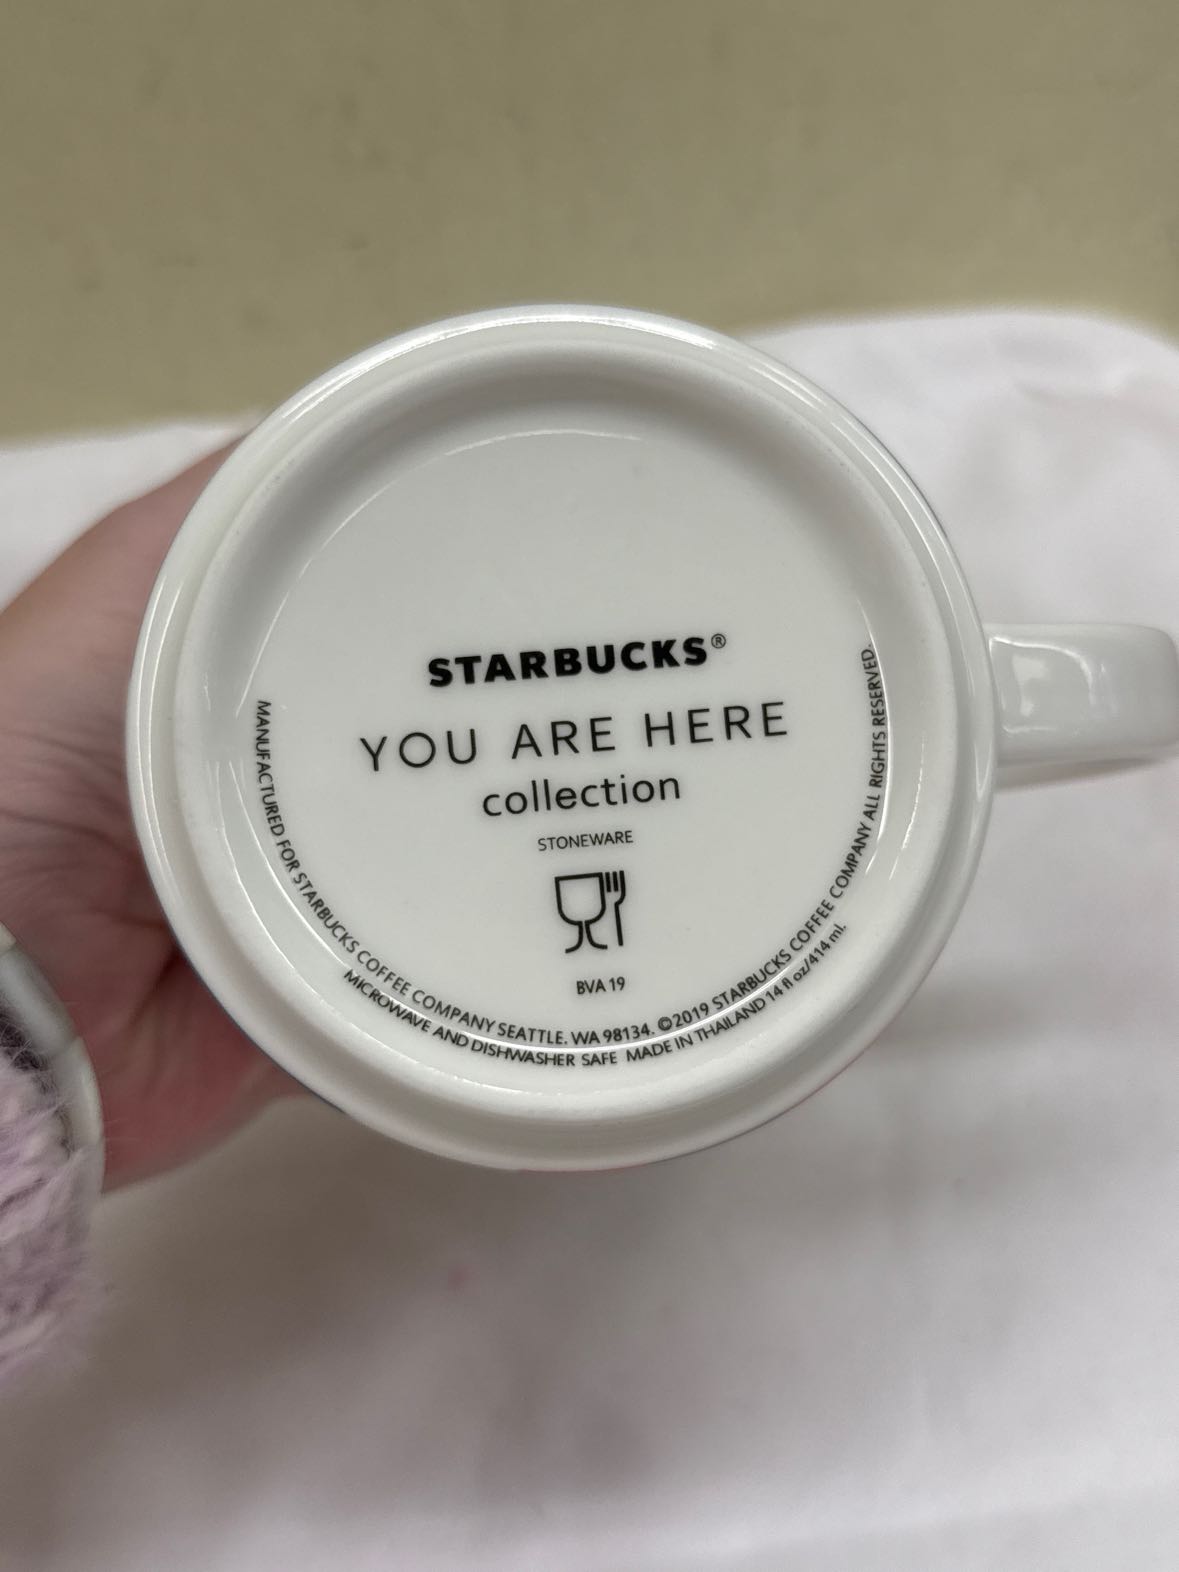 STARBUCKS®
YOU ARE HERE
collection
STONEWARE
BVA 19
MANUFACTURED FOR STARBUCKS COFFEE COMPANY SEATTLE. WA 98134. ©2019 STARBUCKS COFFEE COMPANY ALL RIGHTS RESERVED.
MICROWAVE AND DISHWASHER SAFE MADE IN THAILAND 14 fl oz/414 ml.